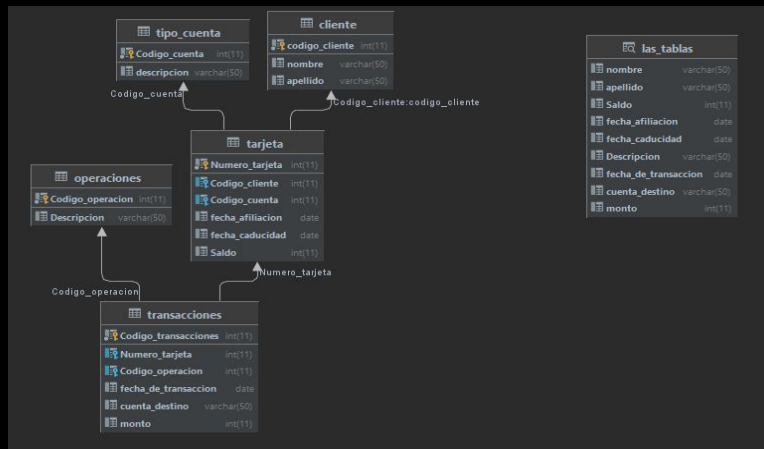 tipo_cuenta
Codigo_cuenta int(11)
descripcion varchar(50)
cliente
codigo_cliente int(11)
nombre varchar(50)
apellido varchar(50)
Codigo_cuenta
Codigo_cliente:codigo_cliente
tarjeta
Numero_tarjeta int(11)
Codigo_cliente int(11)
Codigo_cuenta int(11)
fecha_afiliacion date
fecha_caducidad date
Saldo int(11)
operaciones
Codigo_operacion int(11)
Descripcion varchar(50)
Numero_tarjeta
Codigo_operacion
transacciones
Codigo_transacciones int(11)
Numero_tarjeta int(11)
Codigo_operacion int(11)
fecha_de_transaccion date
cuenta_destino varchar(50)
monto int(11)
las_tablas
nombre varchar(50)
apellido varchar(50)
Saldo int(11)
fecha_afiliacion date
fecha_caducidad date
Descripcion varchar(50)
fecha_de_transaccion date
cuenta_destino varchar(50)
monto int(11)